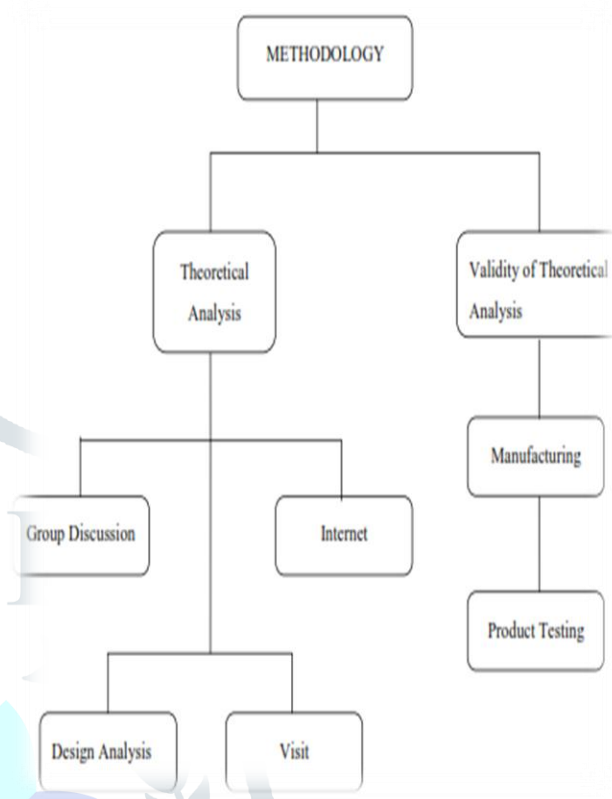 METHODOLOGY
Theoretical
Analysis
Validity of Theoretical
Analysis
Manufacturing
Group Discussion
Internet
Product Testing
Design Analysis
Visit